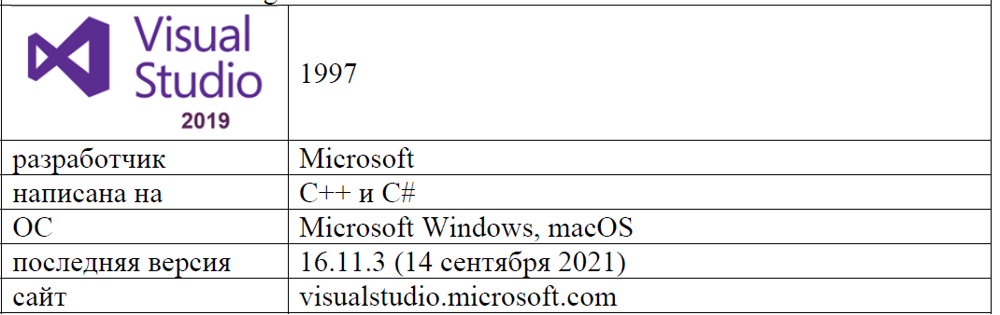 Visual
Studio
2019
1997
разработчик Microsoft
написана на C++ и C#
ОС Microsoft Windows, macOS
последняя версия 16.11.3 (14 сентября 2021)
сайт visualstudio.microsoft.com